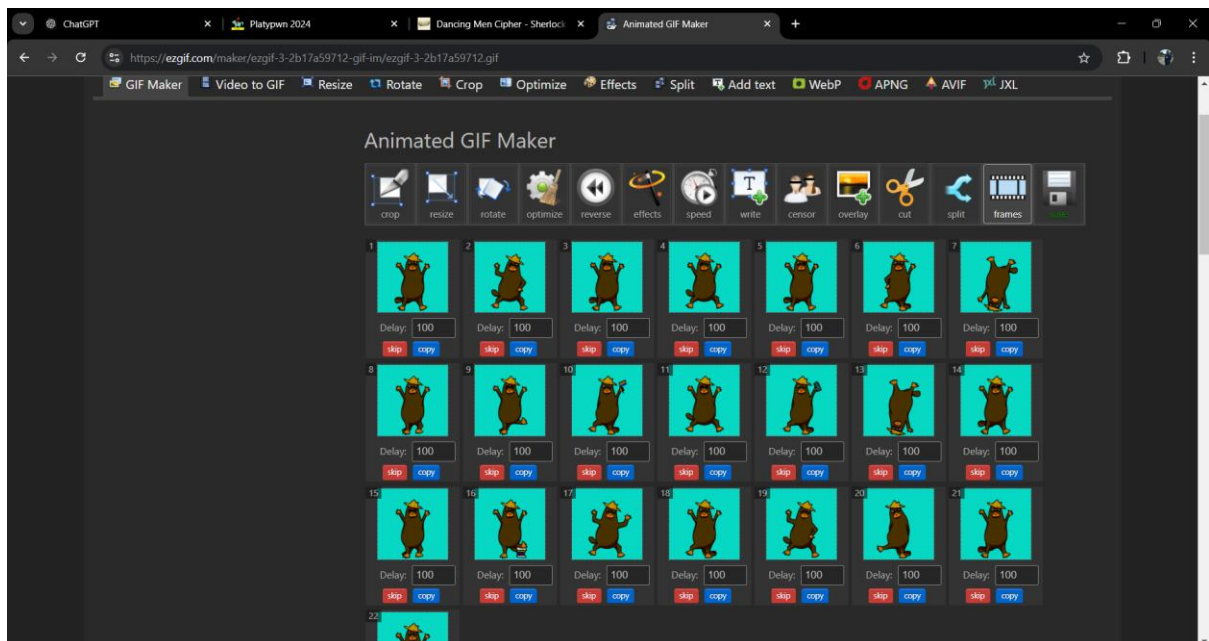 ChatGPT Platypwn 2024 Dancing Men Cipher - Sherlock Animated GIF Maker
https://ezgif.com/maker/ezgif-3-2b17a59712-gif-im/ezgif-3-2b17a59712.gif
GIF Maker Video to GIF Resize Rotate Crop Optimize Effects Split Add text WebP APNG AVIF JXL
Animated GIF Maker
T
crop resize rotate optimize reverse effects speed write censor overlay cut split frames
1 2 3 4 5 6 7
Delay: 100 Delay: 100 Delay: 100 Delay: 100 Delay: 100 Delay: 100 Delay: 100
skip copy skip copy skip copy skip copy skip copy skip copy skip copy
8 9 10 11 12 13 14
Delay: 100 Delay: 100 Delay: 100 Delay: 100 Delay: 100 Delay: 100 Delay: 100
skip copy skip copy skip copy skip copy skip copy skip copy skip copy
15 16 17 18 19 20 21
Delay: 100 Delay: 100 Delay: 100 Delay: 100 Delay: 100 Delay: 100 Delay: 100
skip copy skip copy skip copy skip copy skip copy skip copy skip copy
22